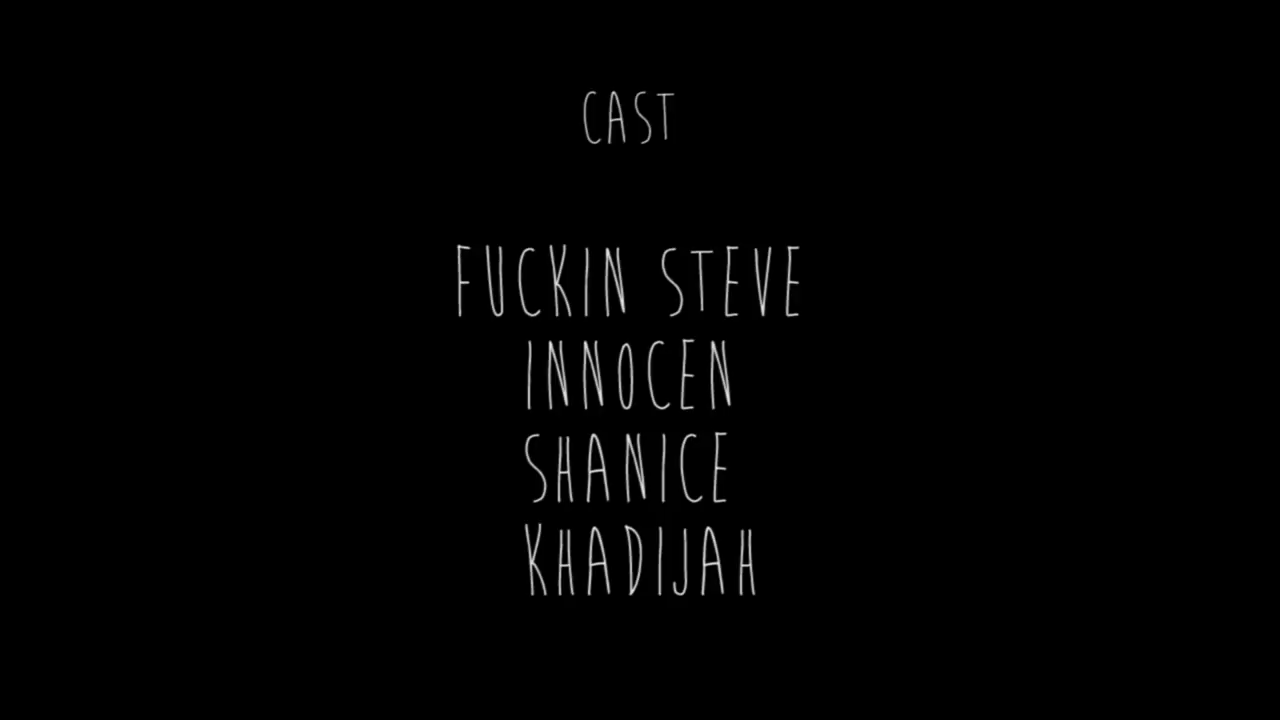 CAST
FUCKIN STEVE
INNOCEN
SHANICE
KHADIJAH